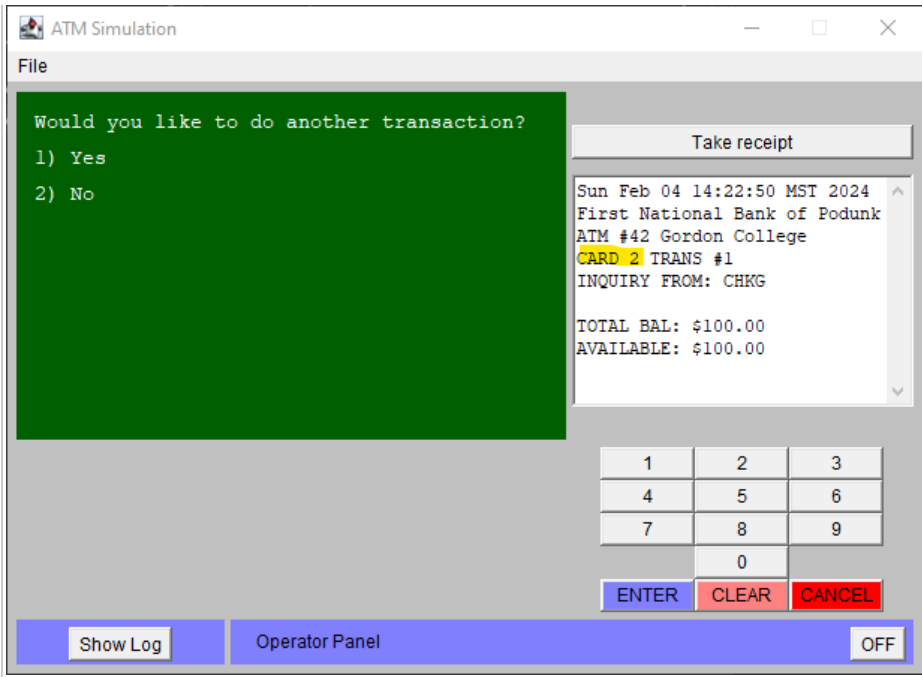 ATM Simulation
File
Would you like to do another transaction?
1) Yes
2) No
Take receipt
Sun Feb 04 14:22:50 MST 2024
First National Bank of Podunk
ATM #42 Gordon College
CARD 2 TRANS #1
INQUIRY FROM: CHKG
TOTAL BAL: $100.00
AVAILABLE: $100.00
1 2 3
4 5 6
7 8 9
0
ENTER CLEAR CANCEL
Show Log Operator Panel OFF